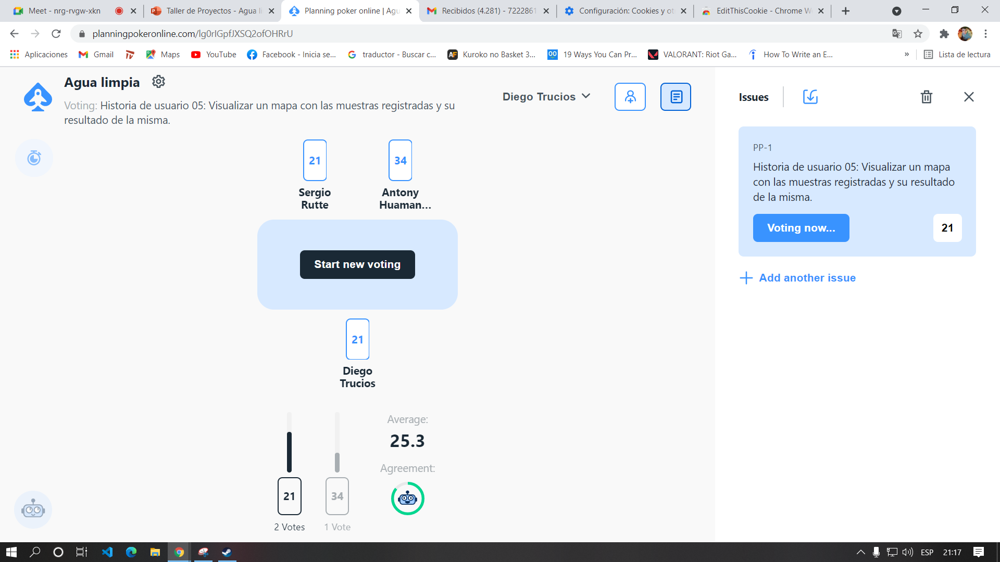 Meet - nrg-rvgw-xkn
Taller de Proyectos - Agua li
Planning poker online | Agu
Recibidos (4.281) - 7222861
Configuración: Cookies y ot
EditThisCookie - Chrome W
planningpokeronline.com/lg0rIGpfJXSQ2ofOHRrU
Aplicaciones
Gmail
Maps
YouTube
Facebook - Inicia se...
traductor - Buscar c...
Kuroko no Basket 3...
19 Ways You Can Pr...
VALORANT: Riot Ga...
How To Write an E...
»
Lista de lectura
Agua limpia
Voting: Historia de usuario 05: Visualizar un mapa con las muestras registradas y su
resultado de la misma.
Diego Trucios
Issues
PP-1
Historia de usuario 05: Visualizar un mapa
con las muestras registradas y su resultado
de la misma.
Voting now...
21
Add another issue
21
34
Sergio
Rutte
Antony
Huaman...
Start new voting
21
Diego
Trucios
Average:
25.3
Agreement:
21
34
2 Votes
1 Vote
ESP
21:17